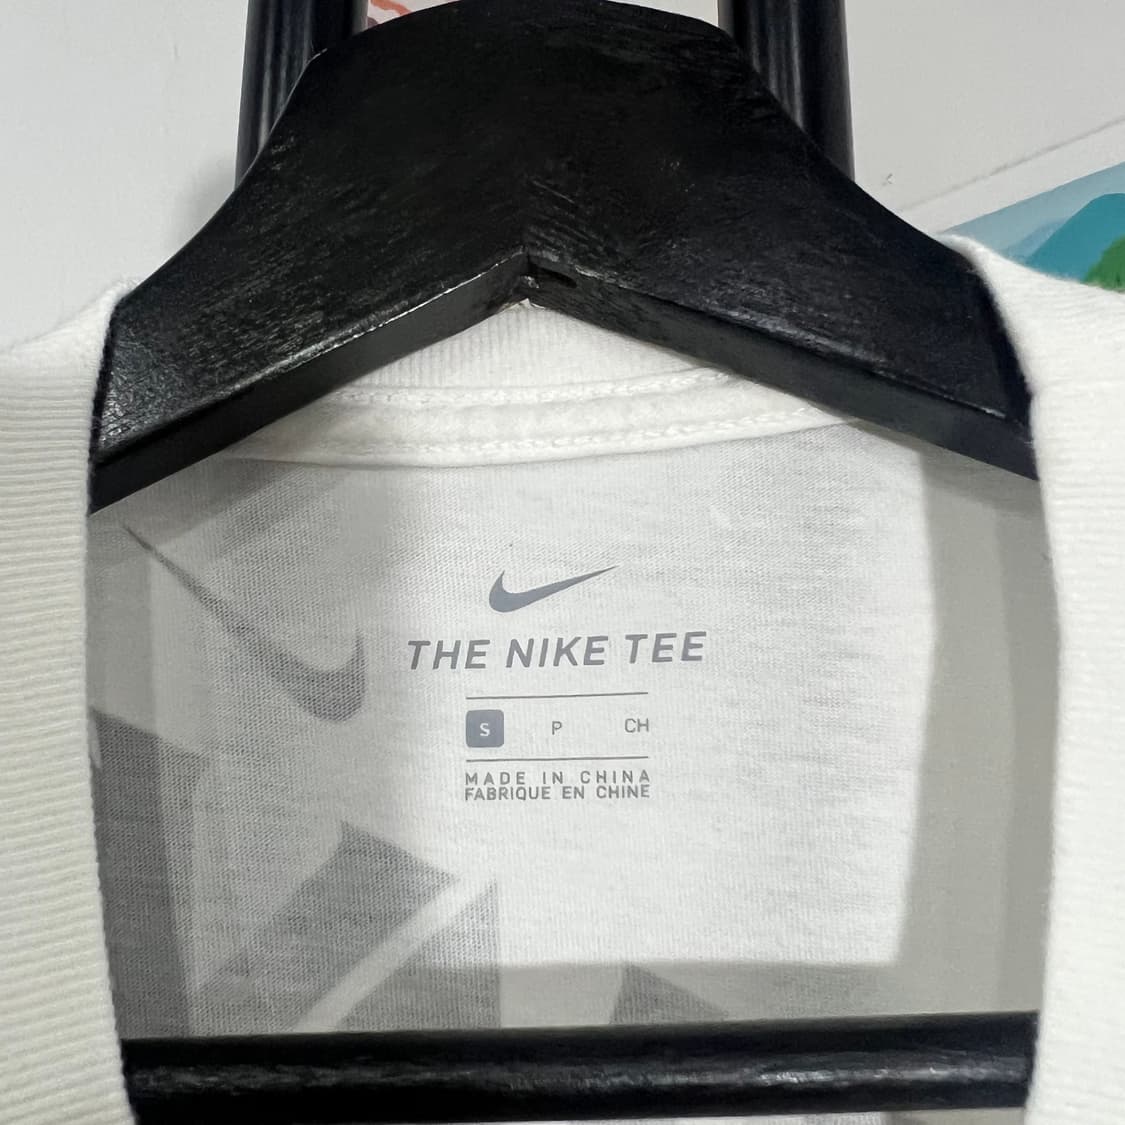 THE NIKE TEE
S P CH
MADE IN CHINA
FABRIQUE EN CHINE